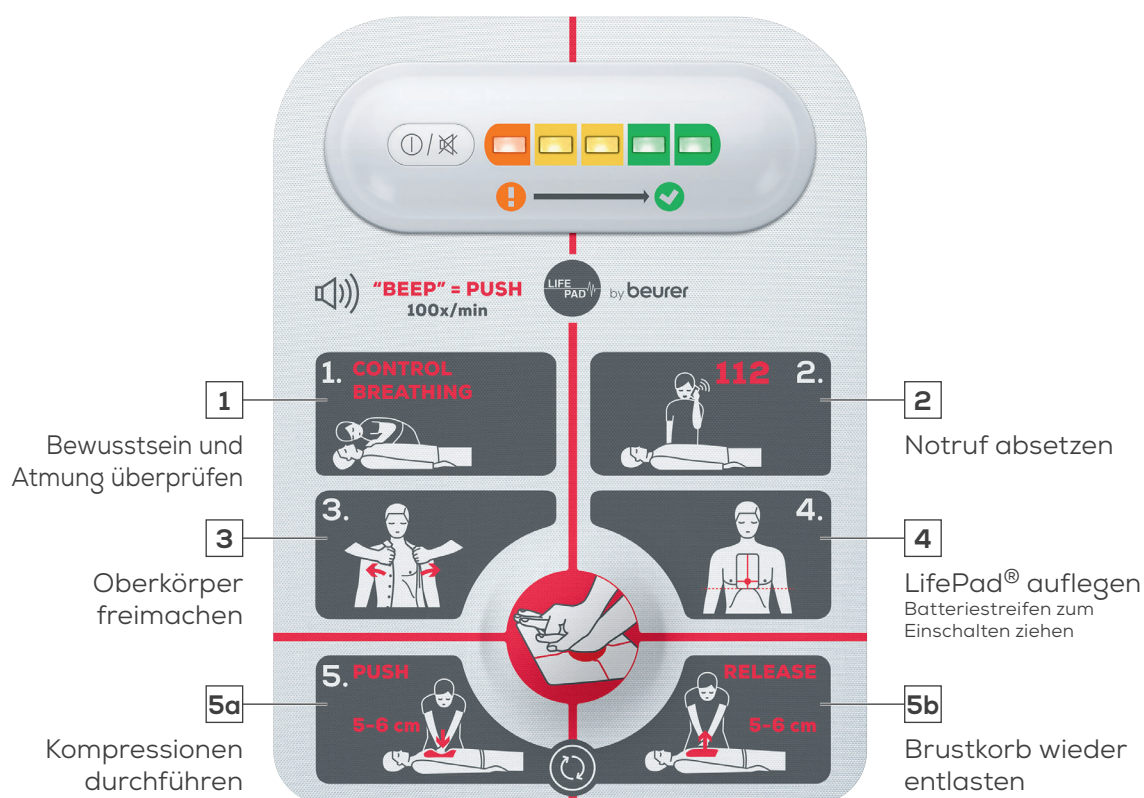 "BEEP" = PUSH
100x/min
LIFE
PAD
by beurer
1. CONTROL
BREATHING
112 2.
1
Bewusstsein und
Atmung überprüfen
2
Notruf absetzen
3.
4.
3
Oberkörper
freimachen
4
LifePad® auflegen
Batteriestreifen zum
Einschalten ziehen
5. PUSH
5-6 cm
RELEASE
5-6 cm
5a
Kompressionen
durchführen
5b
Brustkorb wieder
entlasten